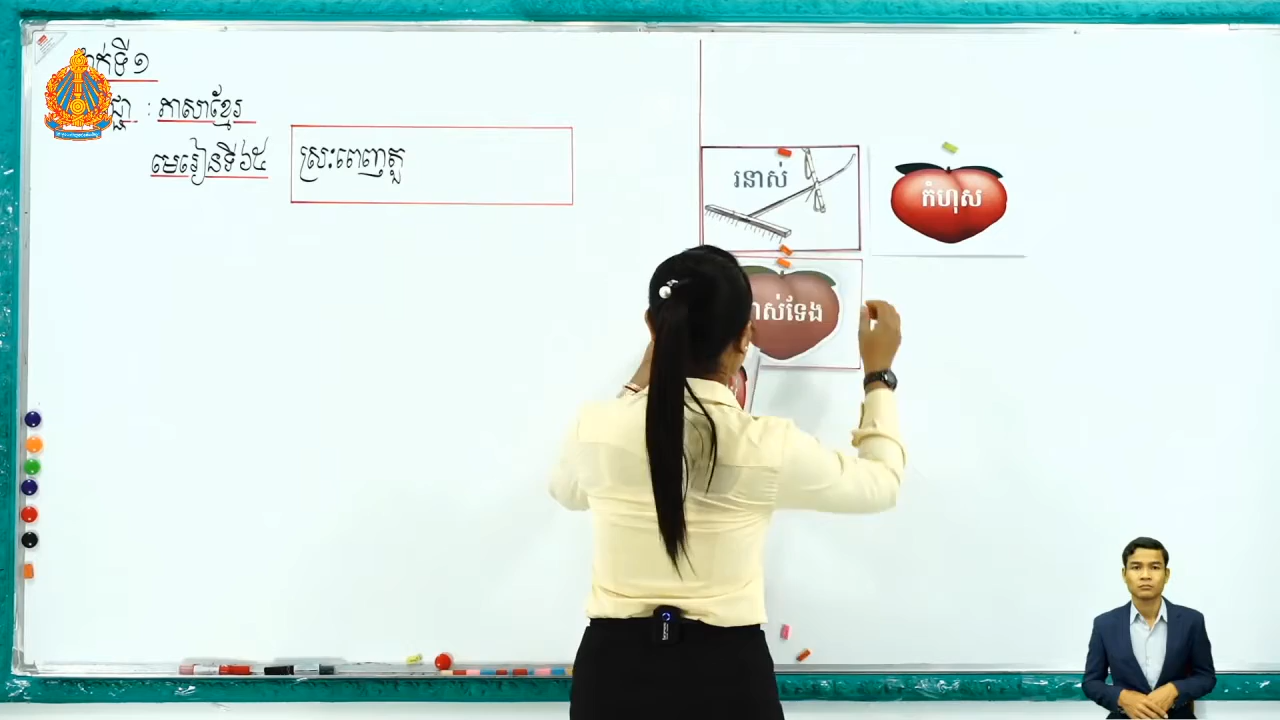 ភាសាខ្មែរ
មេរៀនទី៦៥
ស្រៈពេញតួ
រនាស់
កំហុស